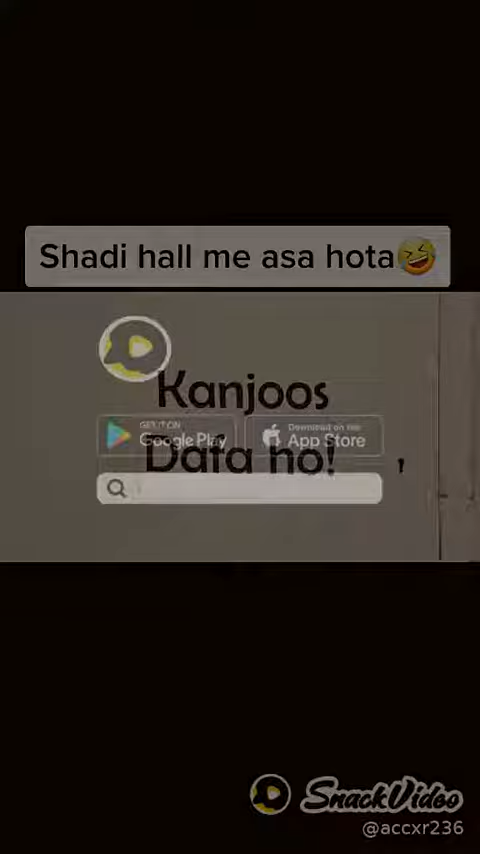 Shadi hall me asa hota🤣
Kanjoos
GET IT ON
Google Play
Download on the
App Store
Dafa ho!
SnackVideo
@accxr236